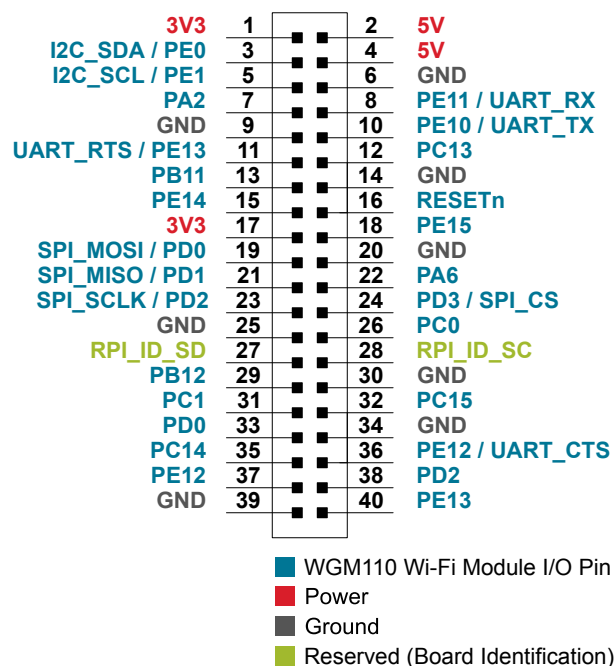 3V3 1 2 5V
I2C_SDA / PE0 3 4 5V
I2C_SCL / PE1 5 6 GND
PA2 7 8 PE11 / UART_RX
GND 9 10 PE10 / UART_TX
UART_RTS / PE13 11 12 PC13
PB11 13 14 GND
PE14 15 16 RESETn
3V3 17 18 PE15
SPI_MOSI / PD0 19 20 GND
SPI_MISO / PD1 21 22 PA6
SPI_SCLK / PD2 23 24 PD3 / SPI_CS
GND 25 26 PC0
RPI_ID_SD 27 28 RPI_ID_SC
PB12 29 30 GND
PC1 31 32 PC15
PD0 33 34 GND
PC14 35 36 PE12 / UART_CTS
PE12 37 38 PD2
GND 39 40 PE13
WGM110 Wi-Fi Module I/O Pin
Power
Ground
Reserved (Board Identification)